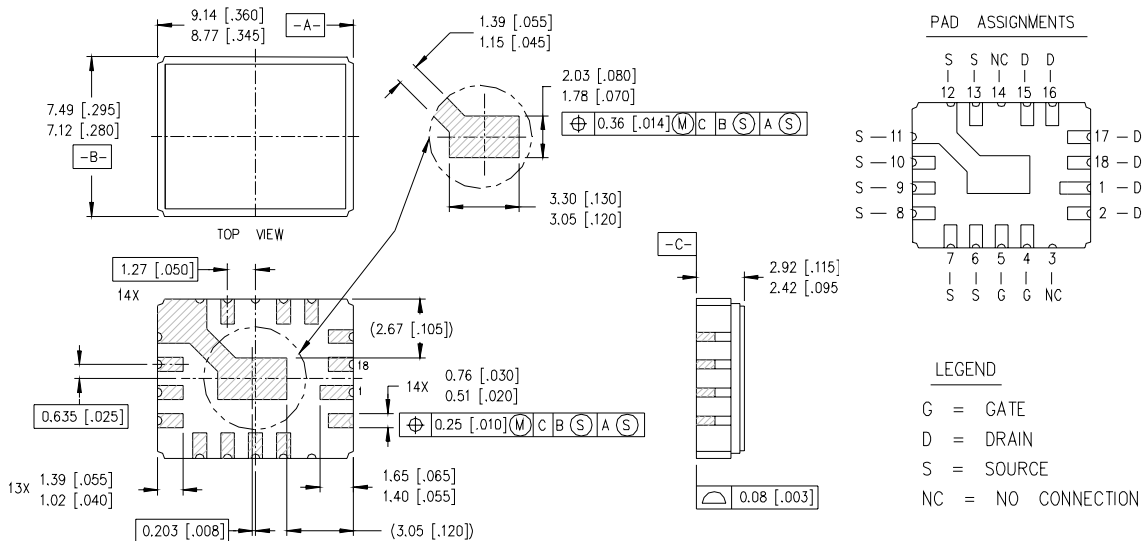 9.14 [.360]
8.77 [.345]
-A-
7.49 [.295]
7.12 [.280]
-B-
TOP VIEW
1.39 [.055]
1.15 [.045]
2.03 [.080]
1.78 [.070]
⌖ 0.36 [.014] Ⓜ C B Ⓢ A Ⓢ
3.30 [.130]
3.05 [.120]
1.27 [.050]
14X
(2.67 [.105])
18
1
0.635 [.025]
14X
0.76 [.030]
0.51 [.020]
⌖ 0.25 [.010] Ⓜ C B Ⓢ A Ⓢ
13X
1.39 [.055]
1.02 [.040]
1.65 [.065]
1.40 [.055]
0.203 [.008]
(3.05 [.120])
-C-
2.92 [.115]
2.42 [.095
⌓ 0.08 [.003]
PAD ASSIGNMENTS
S S NC D D
12 13 14 15 16
S — 11
S — 10
S — 9
S — 8
17 — D
18 — D
1 — D
2 — D
7 6 5 4 3
S S G G NC
LEGEND
G = GATE
D = DRAIN
S = SOURCE
NC = NO CONNECTION